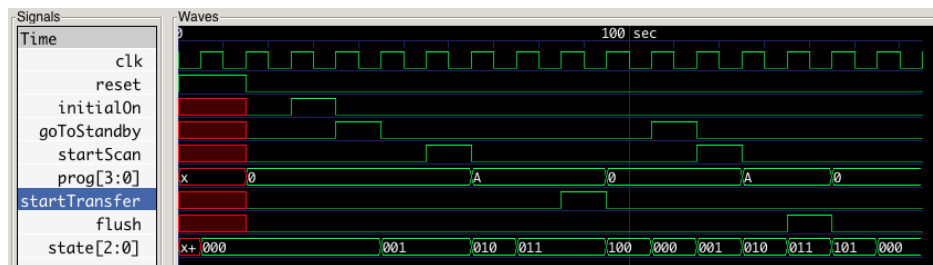 Signals Waves
Time 0 100 sec
clk
reset
initialOn
goToStandby
startScan
prog[3:0] x 0 A 0 A 0
startTransfer
flush
state[2:0] x+ 000 001 010 011 100 000 001 010 011 101 000